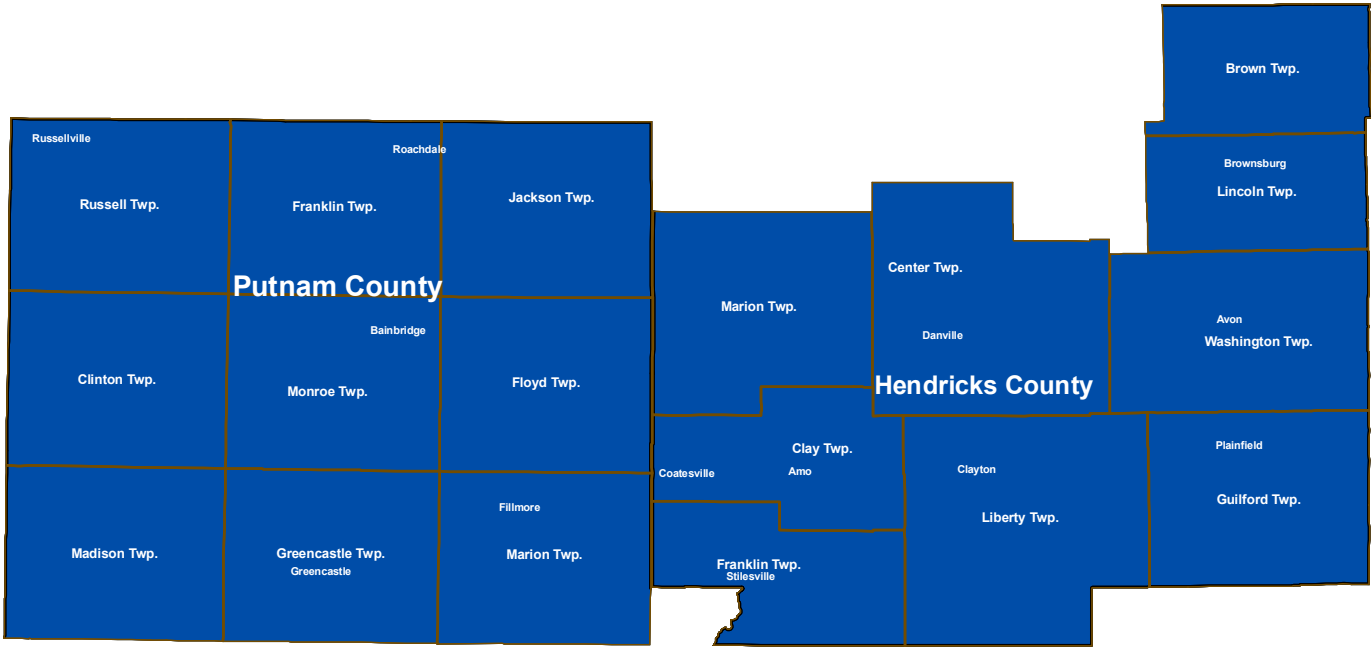 Brown Twp.
Russellville
Roachdale
Brownsburg
Lincoln Twp.
Russell Twp.
Franklin Twp.
Jackson Twp.
Center Twp.
Putnam County
Marion Twp.
Avon
Washington Twp.
Bainbridge
Danville
Clinton Twp.
Monroe Twp.
Floyd Twp.
Hendricks County
Clay Twp.
Plainfield
Coatesville
Amo
Clayton
Guilford Twp.
Fillmore
Liberty Twp.
Madison Twp.
Greencastle Twp.
Greencastle
Marion Twp.
Franklin Twp.
Stilesville